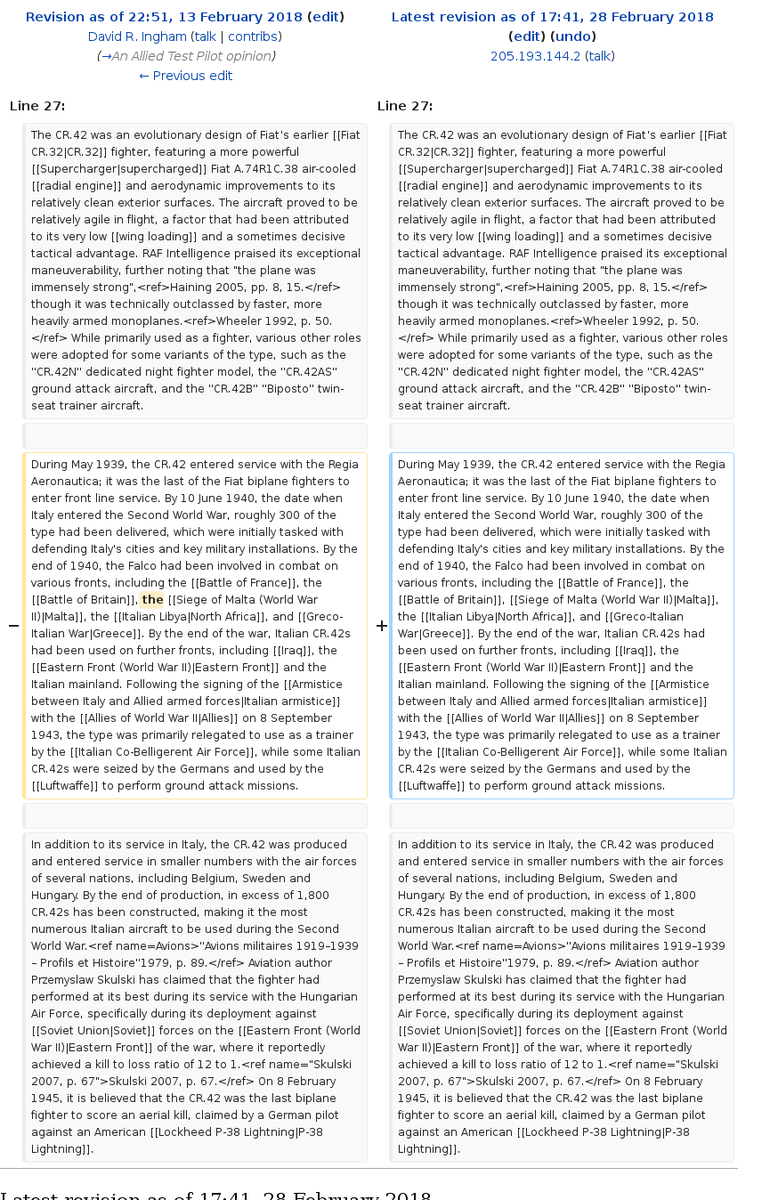 Revision as of 22:51, 13 February 2018 (edit)
David R. Ingham (talk | contribs)
(→An Allied Test Pilot opinion)
← Previous edit
Latest revision as of 17:41, 28 February 2018
(edit) (undo)
205.193.144.2 (talk)
Line 27:
The CR.42 was an evolutionary design of Fiat's earlier [[Fiat
CR.32|CR.32]] fighter, featuring a more powerful
[[Supercharger|supercharged]] Fiat A.74R1C.38 air-cooled
[[radial engine]] and aerodynamic improvements to its
relatively clean exterior surfaces. The aircraft proved to be
relatively agile in flight, a factor that had been attributed
to its very low [[wing loading]] and a sometimes decisive
tactical advantage. RAF Intelligence praised its exceptional
maneuverability, further noting that "the plane was
immensely strong",<ref>Haining 2005, pp. 8, 15.</ref>
though it was technically outclassed by faster, more
heavily armed monoplanes.<ref>Wheeler 1992, p. 50.
</ref> While primarily used as a fighter, various other roles
were adopted for some variants of the type, such as the
''CR.42N'' dedicated night fighter model, the ''CR.42AS''
ground attack aircraft, and the ''CR.42B'' ''Biposto'' twin-
seat trainer aircraft.
Line 27:
The CR.42 was an evolutionary design of Fiat's earlier [[Fiat
CR.32|CR.32]] fighter, featuring a more powerful
[[Supercharger|supercharged]] Fiat A.74R1C.38 air-cooled
[[radial engine]] and aerodynamic improvements to its
relatively clean exterior surfaces. The aircraft proved to be
relatively agile in flight, a factor that had been attributed
to its very low [[wing loading]] and a sometimes decisive
tactical advantage. RAF Intelligence praised its exceptional
maneuverability, further noting that "the plane was
immensely strong",<ref>Haining 2005, pp. 8, 15.</ref>
though it was technically outclassed by faster, more
heavily armed monoplanes.<ref>Wheeler 1992, p. 50.
</ref> While primarily used as a fighter, various other roles
were adopted for some variants of the type, such as the
''CR.42N'' dedicated night fighter model, the ''CR.42AS''
ground attack aircraft, and the ''CR.42B'' ''Biposto'' twin-
seat trainer aircraft.
−
During May 1939, the CR.42 entered service with the Regia
Aeronautica; it was the last of the Fiat biplane fighters to
enter front line service. By 10 June 1940, the date when
Italy entered the Second World War, roughly 300 of the
type had been delivered, which were initially tasked with
defending Italy's cities and key military installations. By the
end of 1940, the Falco had been involved in combat on
various fronts, including the [[Battle of France]], the
[[Battle of Britain]], the [[Siege of Malta (World War
II)|Malta]], the [[Italian Libya|North Africa]], and [[Greco-
Italian War|Greece]]. By the end of the war, Italian CR.42s
had been used on further fronts, including [[Iraq]], the
[[Eastern Front (World War II)|Eastern Front]] and the
Italian mainland. Following the signing of the [[Armistice
between Italy and Allied armed forces|Italian armistice]]
with the [[Allies of World War II|Allies]] on 8 September
1943, the type was primarily relegated to use as a trainer
by the [[Italian Co-Belligerent Air Force]], while some Italian
CR.42s were seized by the Germans and used by the
[[Luftwaffe]] to perform ground attack missions.
+
During May 1939, the CR.42 entered service with the Regia
Aeronautica; it was the last of the Fiat biplane fighters to
enter front line service. By 10 June 1940, the date when
Italy entered the Second World War, roughly 300 of the
type had been delivered, which were initially tasked with
defending Italy's cities and key military installations. By the
end of 1940, the Falco had been involved in combat on
various fronts, including the [[Battle of France]], the
[[Battle of Britain]], [[Siege of Malta (World War II)|Malta]],
the [[Italian Libya|North Africa]], and [[Greco-Italian
War|Greece]]. By the end of the war, Italian CR.42s had
been used on further fronts, including [[Iraq]], the
[[Eastern Front (World War II)|Eastern Front]] and the
Italian mainland. Following the signing of the [[Armistice
between Italy and Allied armed forces|Italian armistice]]
with the [[Allies of World War II|Allies]] on 8 September
1943, the type was primarily relegated to use as a trainer
by the [[Italian Co-Belligerent Air Force]], while some Italian
CR.42s were seized by the Germans and used by the
[[Luftwaffe]] to perform ground attack missions.
In addition to its service in Italy, the CR.42 was produced
and entered service in smaller numbers with the air forces
of several nations, including Belgium, Sweden and
Hungary. By the end of production, in excess of 1,800
CR.42s has been constructed, making it the most
numerous Italian aircraft to be used during the Second
World War.<ref name=Avions>''Avions militaires 1919–1939
– Profils et Histoire''1979, p. 89.</ref> Aviation author
Przemyslaw Skulski has claimed that the fighter had
performed at its best during its service with the Hungarian
Air Force, specifically during its deployment against
[[Soviet Union|Soviet]] forces on the [[Eastern Front (World
War II)|Eastern Front]] of the war, where it reportedly
achieved a kill to loss ratio of 12 to 1.<ref name="Skulski
2007, p. 67">Skulski 2007, p. 67.</ref> On 8 February
1945, it is believed that the CR.42 was the last biplane
fighter to score an aerial kill, claimed by a German pilot
against an American [[Lockheed P-38 Lightning|P-38
Lightning]].
In addition to its service in Italy, the CR.42 was produced
and entered service in smaller numbers with the air forces
of several nations, including Belgium, Sweden and
Hungary. By the end of production, in excess of 1,800
CR.42s has been constructed, making it the most
numerous Italian aircraft to be used during the Second
World War.<ref name=Avions>''Avions militaires 1919–1939
– Profils et Histoire''1979, p. 89.</ref> Aviation author
Przemyslaw Skulski has claimed that the fighter had
performed at its best during its service with the Hungarian
Air Force, specifically during its deployment against
[[Soviet Union|Soviet]] forces on the [[Eastern Front (World
War II)|Eastern Front]] of the war, where it reportedly
achieved a kill to loss ratio of 12 to 1.<ref name="Skulski
2007, p. 67">Skulski 2007, p. 67.</ref> On 8 February
1945, it is believed that the CR.42 was the last biplane
fighter to score an aerial kill, claimed by a German pilot
against an American [[Lockheed P-38 Lightning|P-38
Lightning]].
Latest revision as of 17:41, 28 February 2018